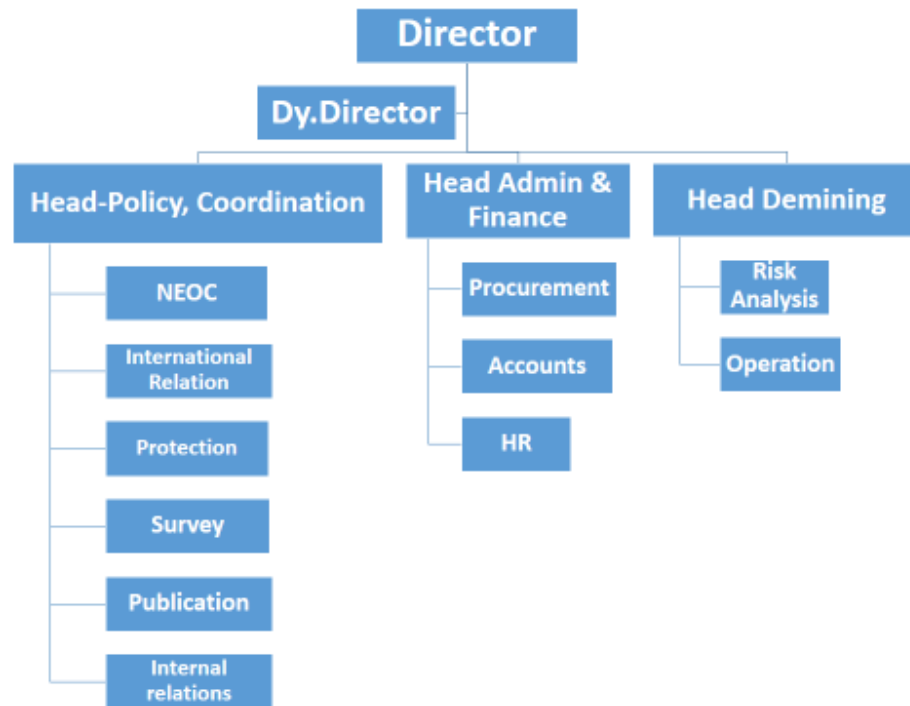 Director
Dy.Director
Head-Policy, Coordination
Head Admin &
Finance
Head Demining
NEOC
International
Relation
Protection
Survey
Publication
Internal
relations
Procurement
Accounts
HR
Risk
Analysis
Operation